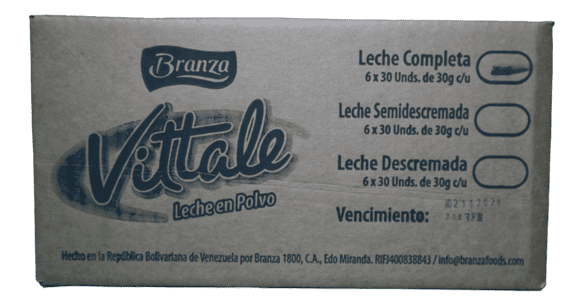 Branza
Vittale
Leche en Polvo
Leche Completa
6 x 30 Unds. de 30g c/u
Leche Semidescremada
6 x 30 Unds. de 30g c/u
Leche Descremada
6 x 30 Unds. de 30g c/u
Vencimiento:
Hecho en la República Bolivariana de Venezuela por Branza 1800, C.A., Edo Miranda. RIFJ400838843 / info@branzafoods.com